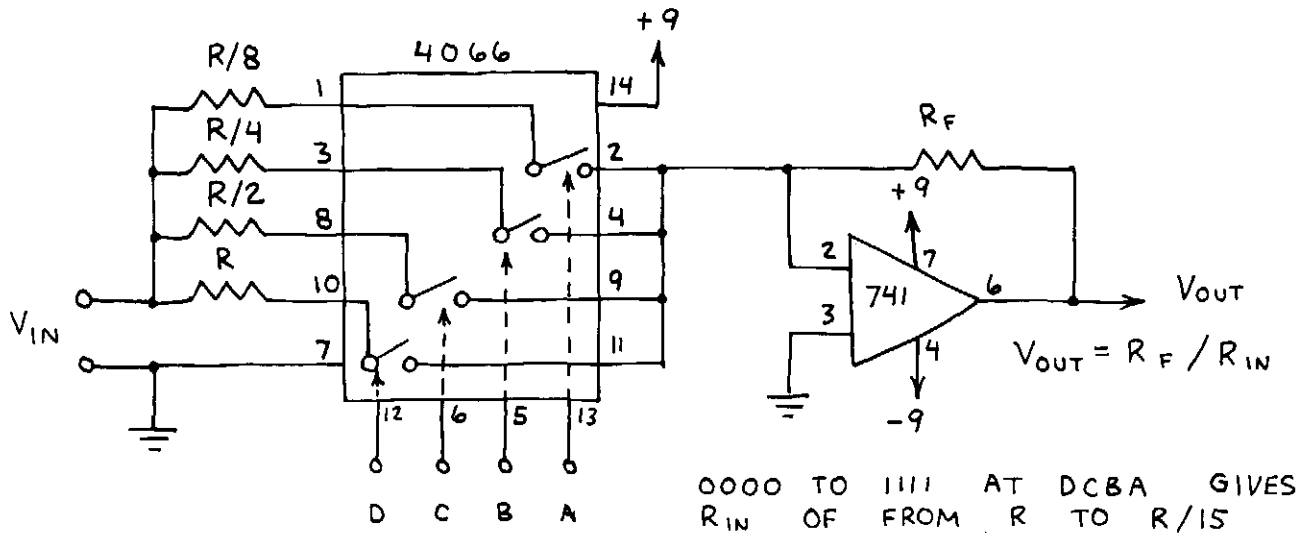 +9
4066
R/8
1
14
R/4
3
2
RF
R/2
+9
8
4
R
2
7
10
9
6
741
VOUT
VIN
3
7
11
4
VOUT = RF / RIN
12
6
5
13
-9
D C B A
0000 TO 1111 AT DCBA GIVES
RIN OF FROM R TO R/15